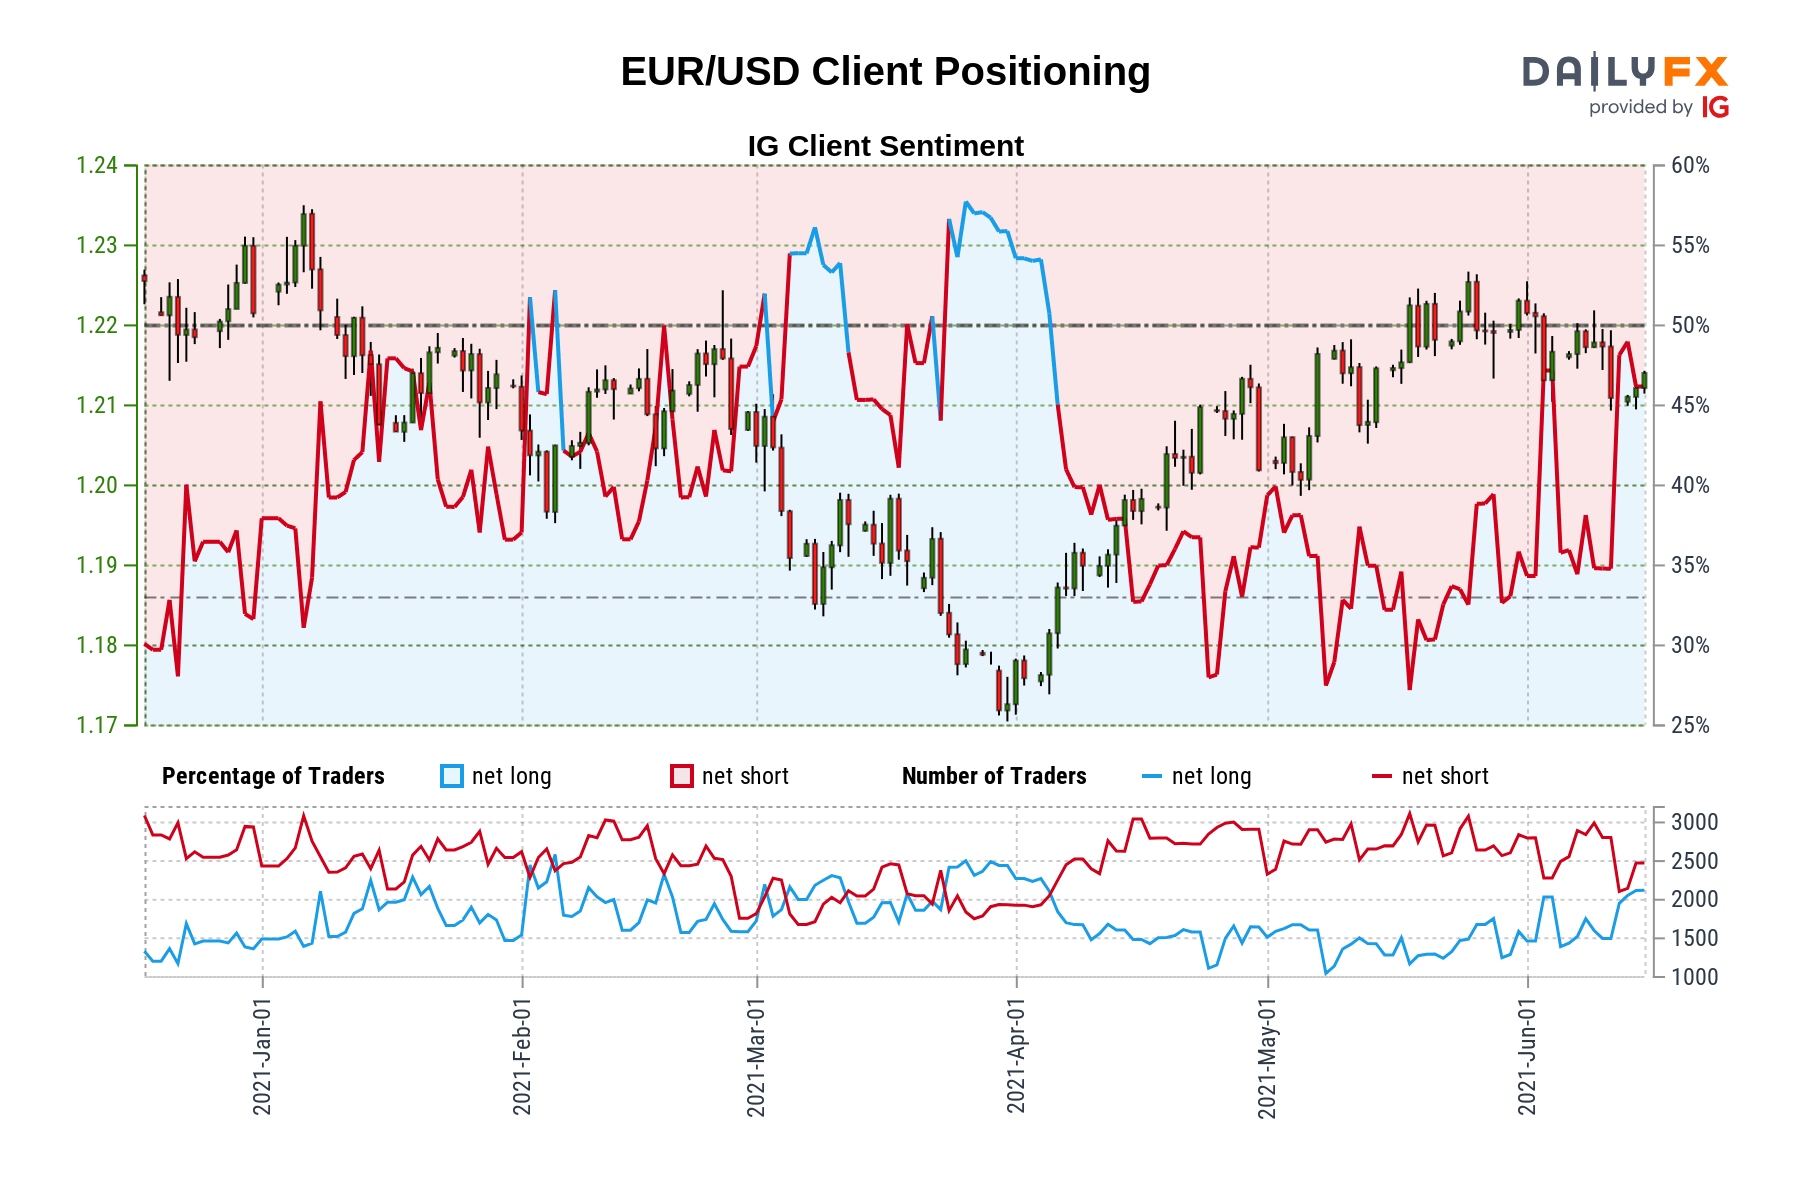 EUR/USD Client Positioning
DAILYFX
provided by IG
IG Client Sentiment
1.24
1.23
1.22
1.21
1.20
1.19
1.18
1.17
60%
55%
50%
45%
40%
35%
30%
25%
Percentage of Traders net long net short Number of Traders net long net short
3000
2500
2000
1500
1000
2021-Jan-01
2021-Feb-01
2021-Mar-01
2021-Apr-01
2021-May-01
2021-Jun-01